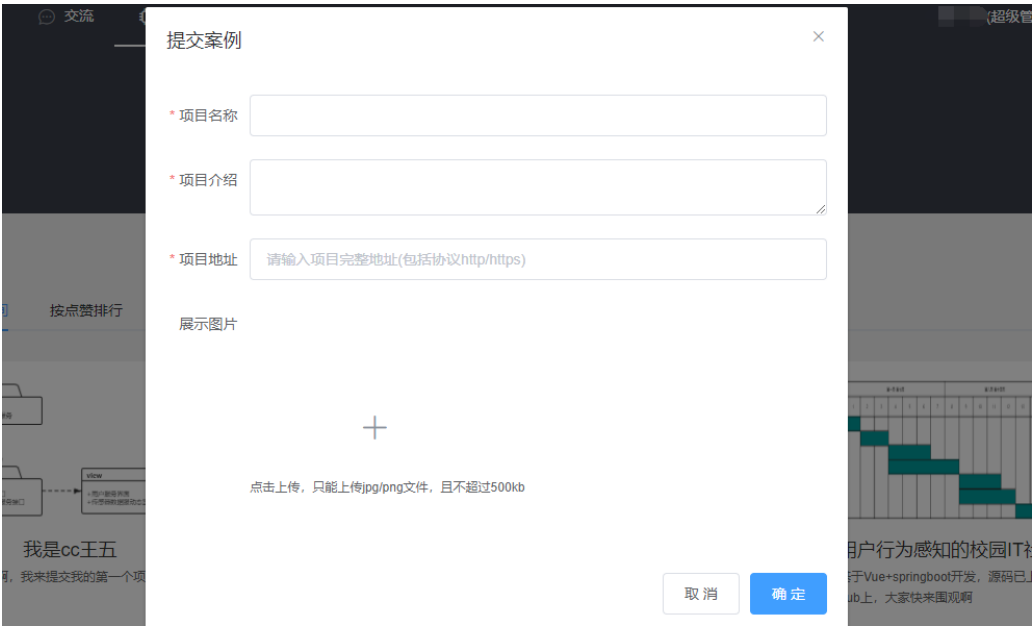 交流
(超级管
提交案例
* 项目名称
* 项目介绍
* 项目地址
请输入项目完整地址(包括协议http/https)
按点赞排行
展示图片
view
点击上传，只能上传jpg/png文件，且不超过500kb
我是cc王五
用户行为感知的校园IT社
啊，我来提交我的第一个项
基于Vue+springboot开发，源码已上
ub上，大家快来围观啊
取 消
确 定